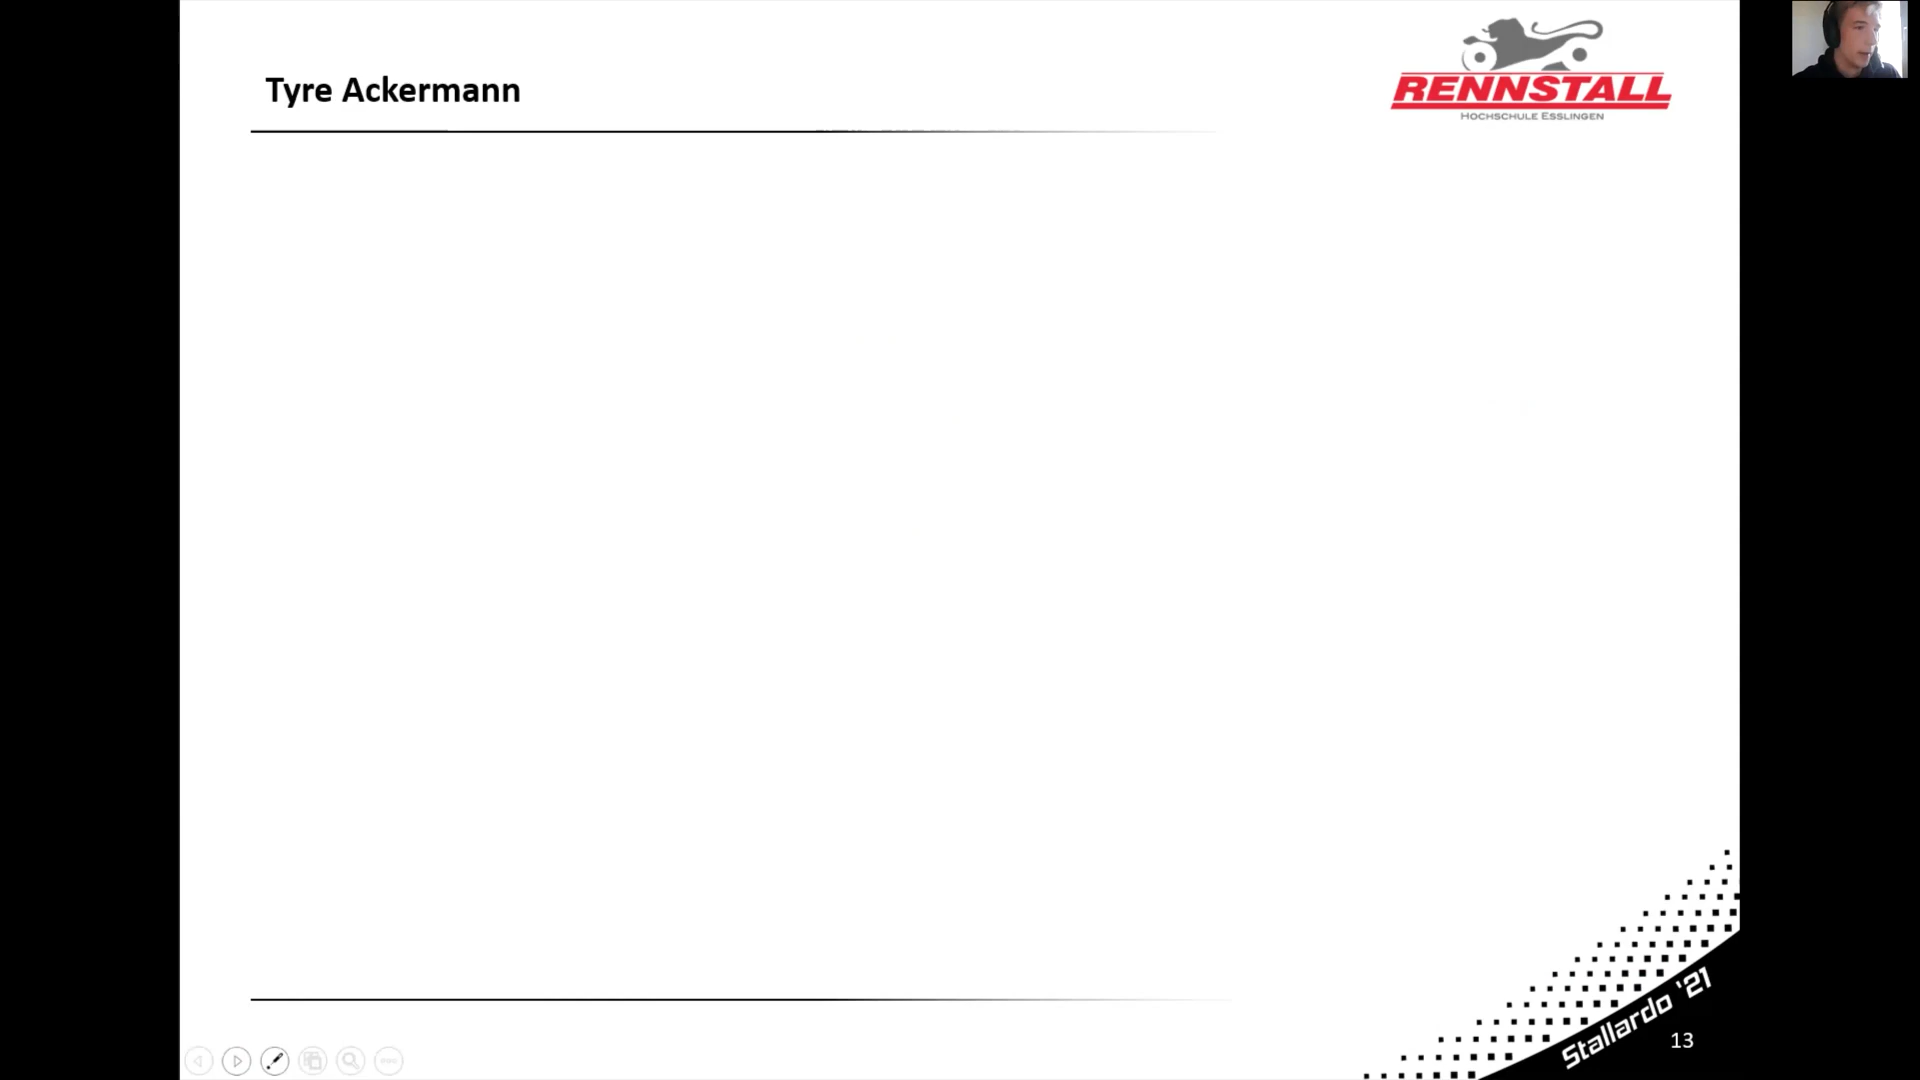 Tyre Ackermann
RENNSTALL
HOCHSCHULE ESSLINGEN
Stallardo '21
13